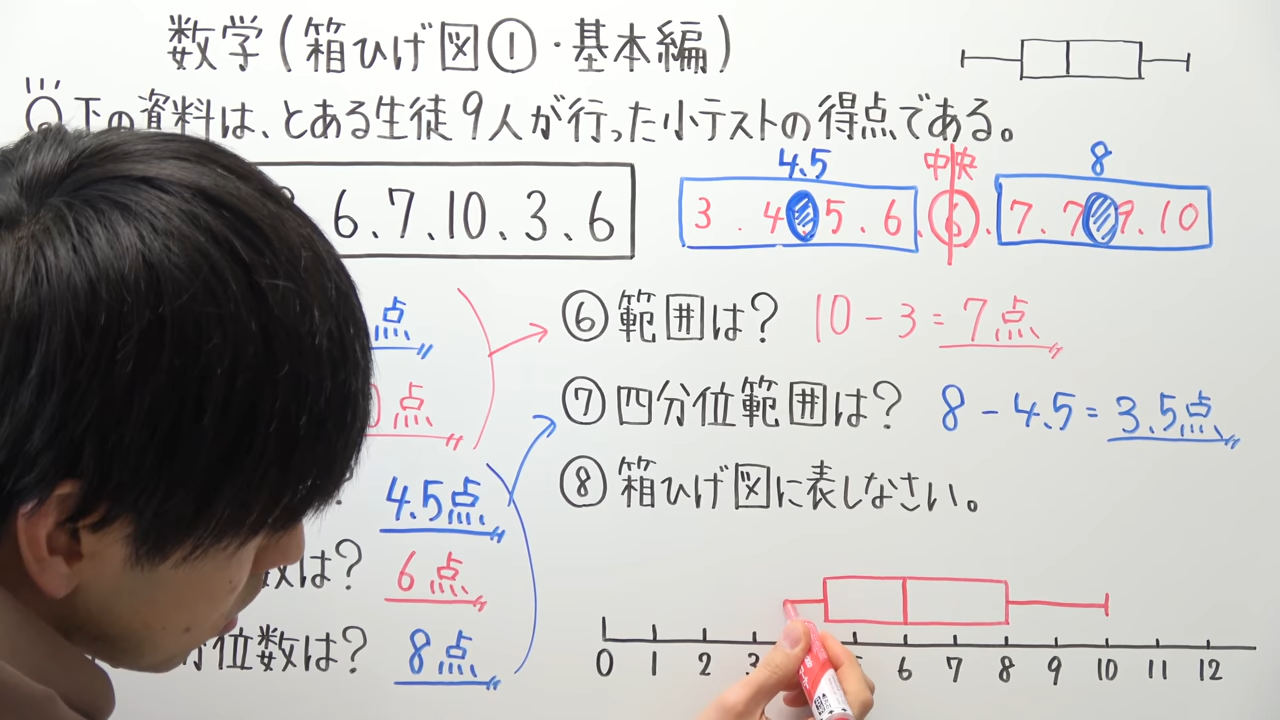 数学(箱ひげ図①・基本編)
Q下の資料は、とある生徒9人が行った小テストの得点である。
4.5 中央 8
6、7、10、3、6
3.4 5.6.6.7.7 9.10
点
⑥範囲は? 10-3=7点
0点
⑦四分位範囲は? 8-4.5=3.5点
4.5点
⑧箱ひげ図に表しなさい。
数は? 6点
分位数は? 8点
0 1 2 3 6 7 8 9 10 11 12